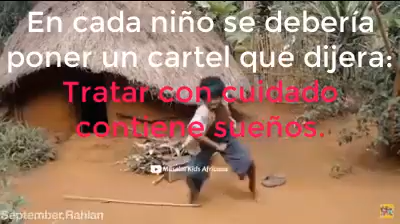 En cada niño se debería
poner un cartel qué dijera:
Tratar con cuidado
contiene sueños.
Masaka Kids Africana
September,Rahlan